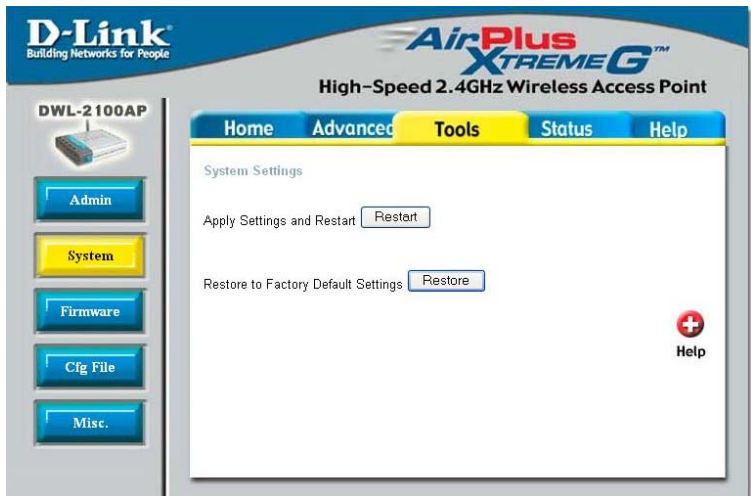 D-Link
Building Networks for People
AirPlus
XTREME G™
High-Speed 2.4GHz Wireless Access Point
DWL-2100AP
Home Advanced Tools Status Help
Admin
System
Firmware
Cfg File
Misc.
System Settings
Apply Settings and Restart Restart
Restore to Factory Default Settings Restore
Help